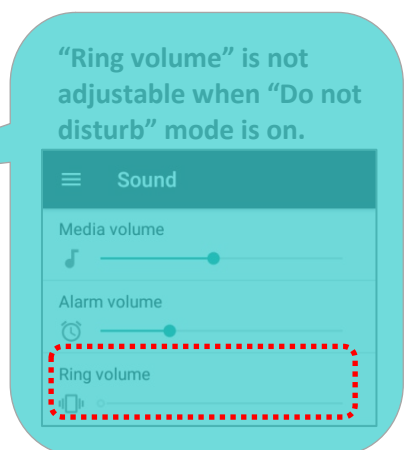 “Ring volume” is not
adjustable when “Do not
disturb” mode is on.
Sound
Media volume
Alarm volume
Ring volume